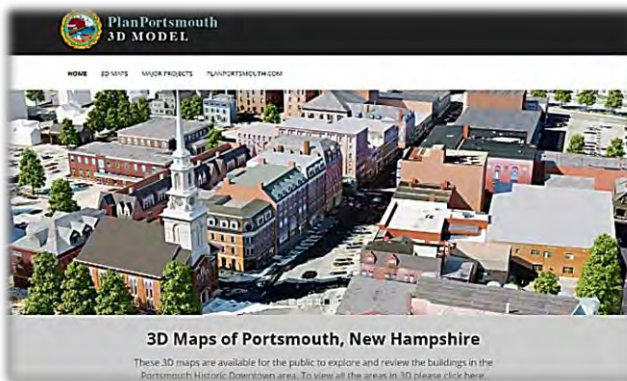 PlanPortsmouth
3D MODEL
HOME 3D MAPS MAJOR PROJECTS PLANPORTSMOUTH.COM
3D Maps of Portsmouth, New Hampshire
These 3D maps are available for the public to explore and review the buildings in the
Portsmouth Historic Downtown area. To view all the areas in 3D please click here.